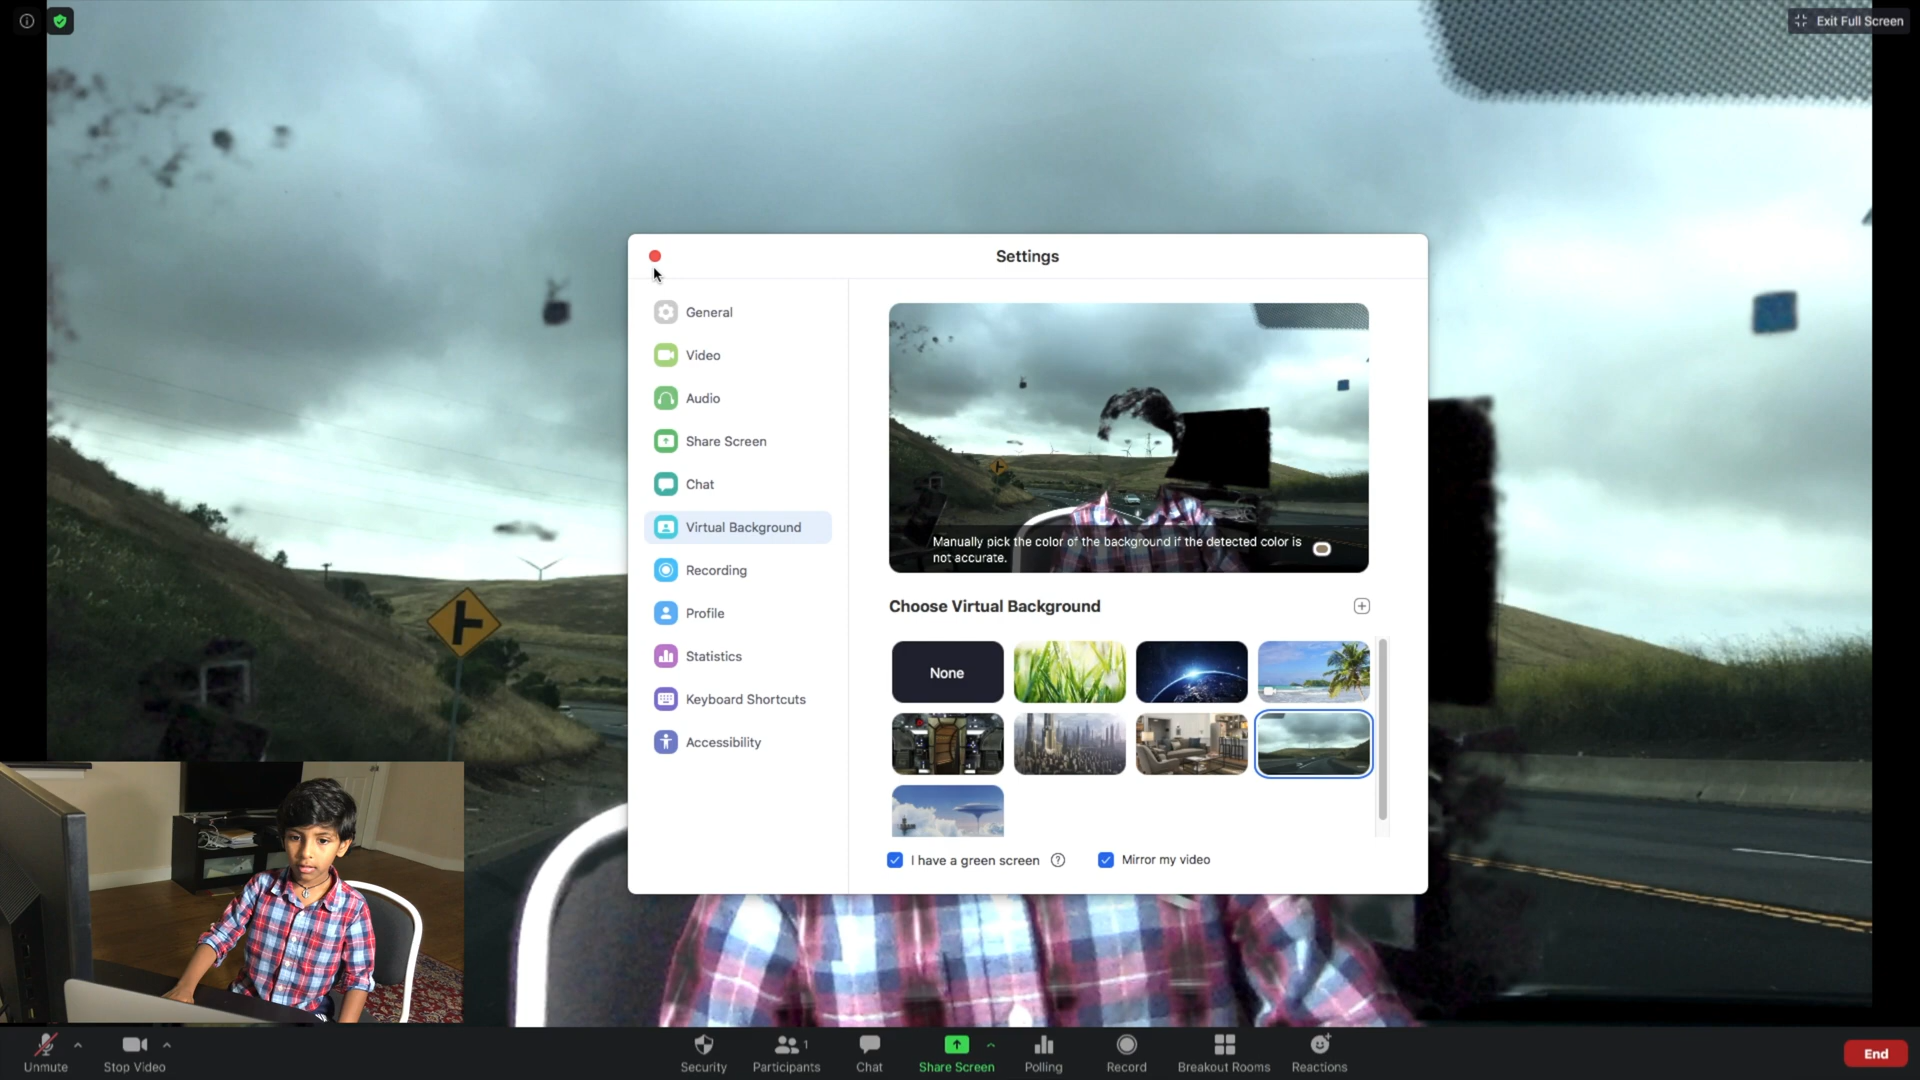 Exit Full Screen
Settings
General
Video
Audio
Share Screen
Chat
Virtual Background
Recording
Profile
Statistics
Keyboard Shortcuts
Accessibility
Manually pick the color of the background if the detected color is
not accurate.
Choose Virtual Background
None
I have a green screen
Mirror my video
Unmute
Stop Video
Security
1
Participants
Chat
Share Screen
Polling
Record
Breakout Rooms
Reactions
End